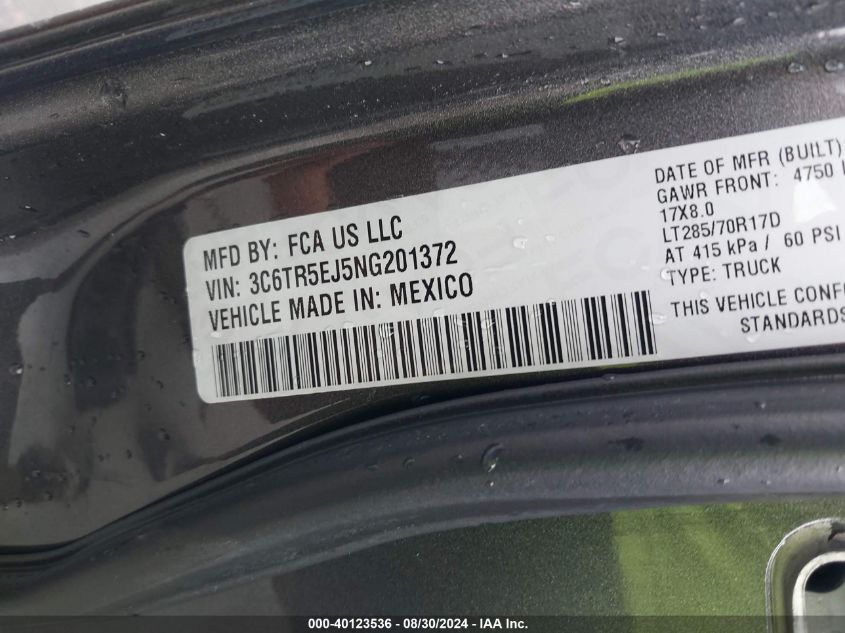 MFD BY: FCA US LLC
VIN: 3C6TR5EJ5NG201372
VEHICLE MADE IN: MEXICO
DATE OF MFR (BUILT)
GAWR FRONT: 4750
17X8.0
LT285/70R17D
AT 415 kPa / 60 PSI
TYPE: TRUCK
THIS VEHICLE
STANDARDS
000-40123536 - 08/30/2024 - IAA Inc.